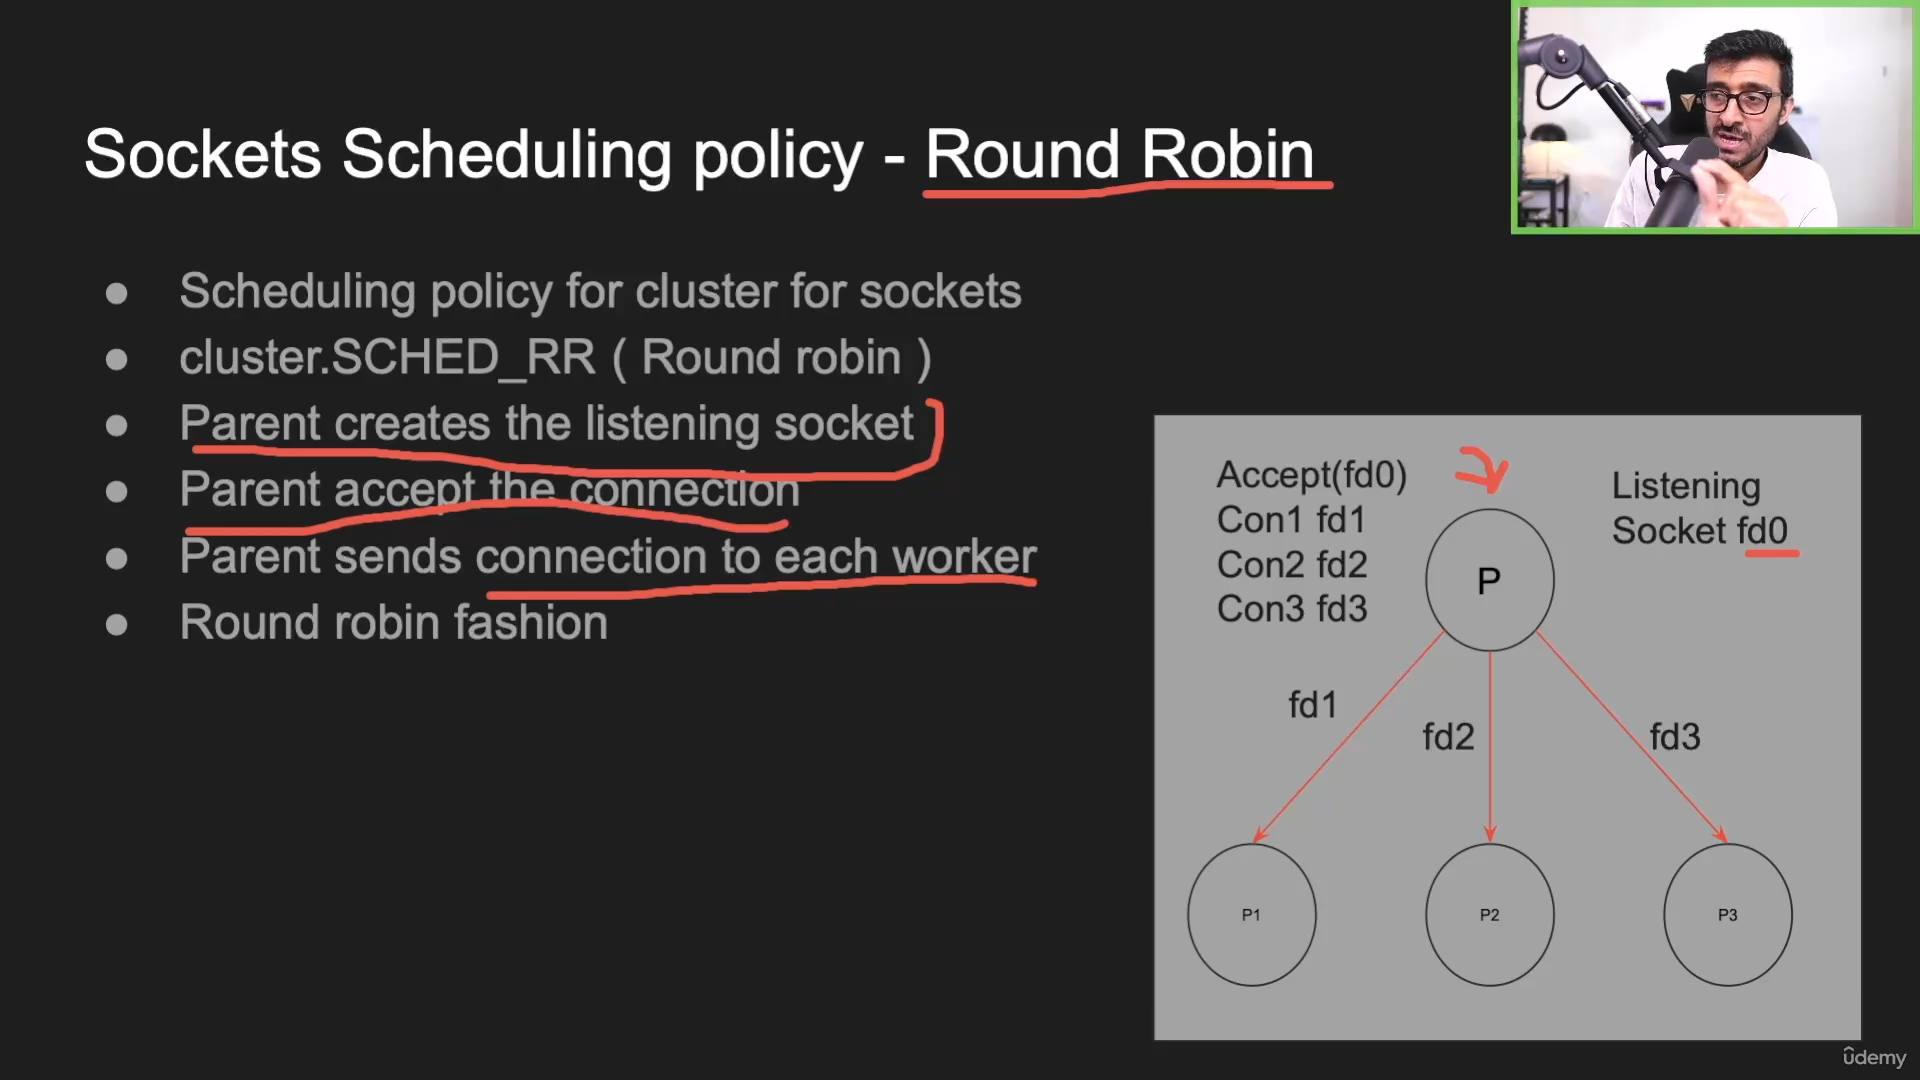 Sockets Scheduling policy - Round Robin
● Scheduling policy for cluster for sockets
● cluster.SCHED_RR ( Round robin )
● Parent creates the listening socket
● Parent accept the connection
● Parent sends connection to each worker
● Round robin fashion
Accept(fd0)
Con1 fd1
Con2 fd2
Con3 fd3
Listening
Socket fd0
P
fd1
fd2
fd3
P1
P2
P3
ûdemy